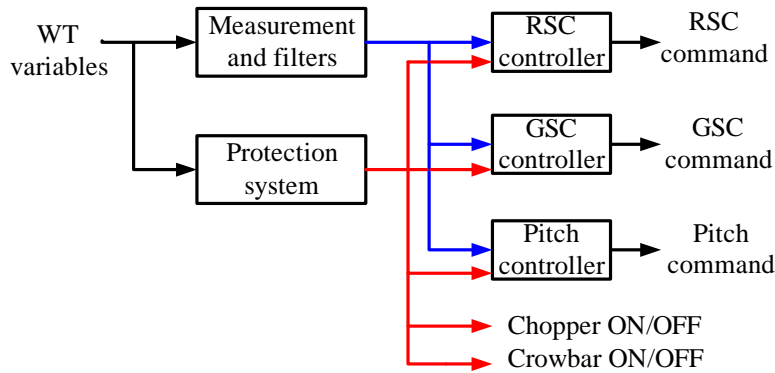 WT
variables
Measurement
and filters
Protection
system
RSC
controller
RSC
command
GSC
controller
GSC
command
Pitch
controller
Pitch
command
Chopper ON/OFF
Crowbar ON/OFF